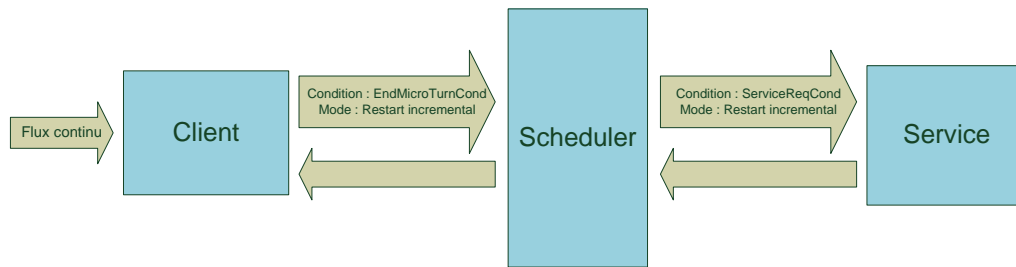 Flux continu
Client
Condition : EndMicroTurnCond
Mode : Restart incremental
Scheduler
Condition : ServiceReqCond
Mode : Restart incremental
Service